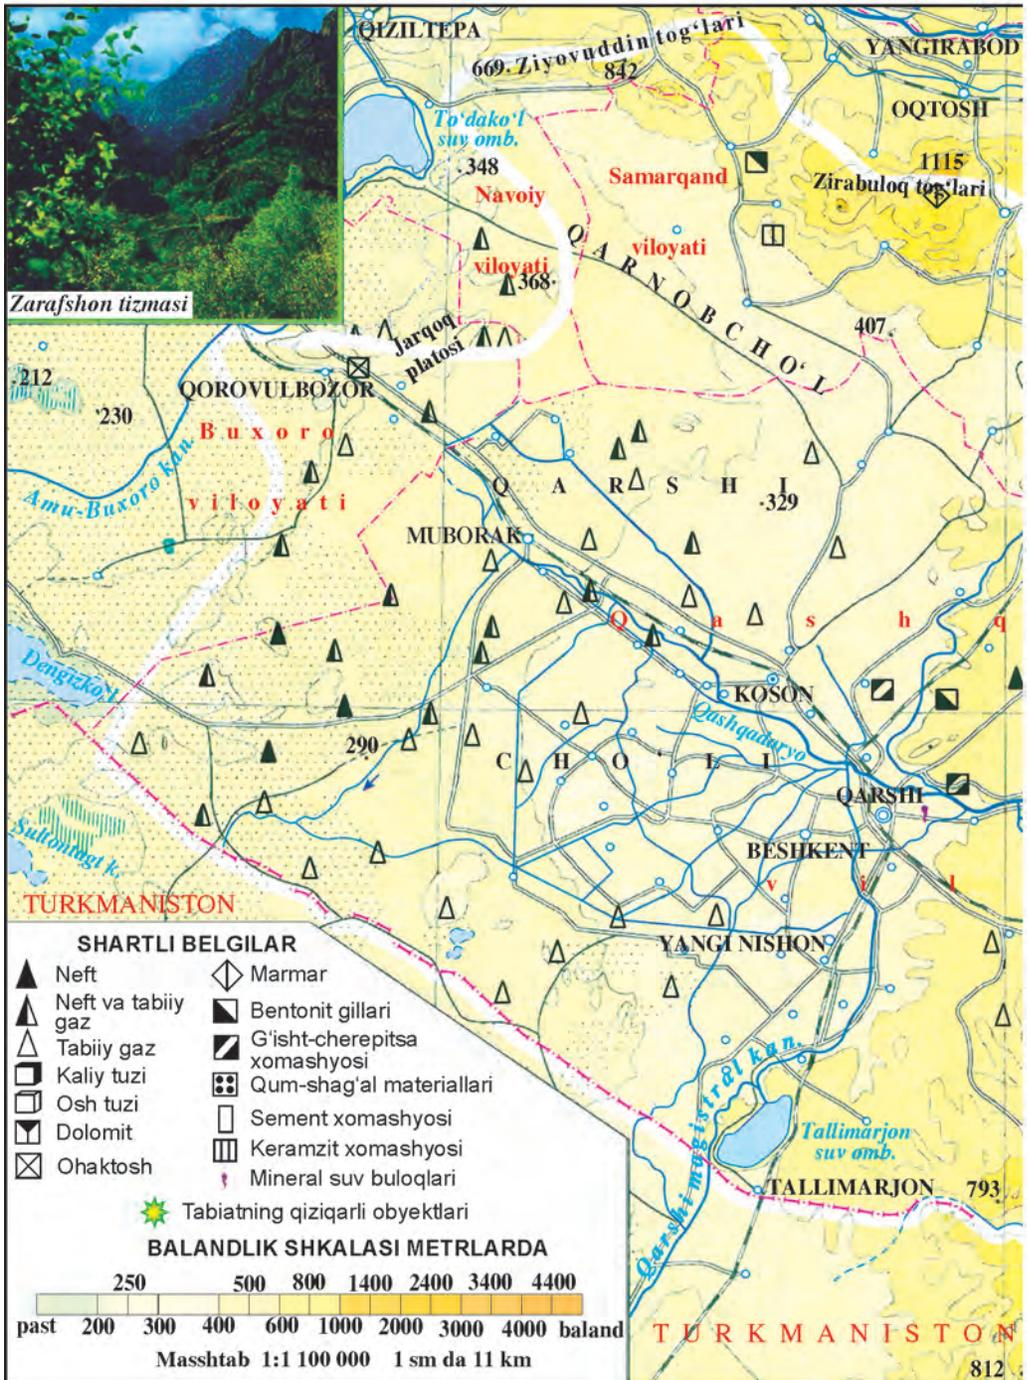 QIZILTEPA
669
Ziyovuddin tog‘lari
842
YANGIRABOD
OQTOSH
To‘dako‘l
suv omb.
348
1115
Zirabuloq tog‘lari
Navoiy
viloyati
Samarqand
viloyati
368
QARNOBCHO‘L
407
Zarafshon tizmasi
Jarqoq
platosi
212
230
QOROVULBOZOR
Buxoro
viloyati
Amu-Buxoro kan.
QARSHI
329
MUBORAK
Q a s h q
Dengizko‘l
KOSON
Qashqadaryo
290
CHO‘LI
QARSHI
BESHKENT
v i l
Sultontagt k.
TURKMANISTON
YANGI NISHON
SHARTLI BELGILAR
Neft
Neft va tabiiy
gaz
Tabiiy gaz
Kaliy tuzi
Osh tuzi
Dolomit
Ohaktosh
Marmar
Bentonit gillari
G‘isht-cherepitsa
xomashyosi
Qum-shag‘al materiallari
Sement xomashyosi
Keramzit xomashyosi
Mineral suv buloqlari
Tabiatning qiziqarli obyektlari
Qarshi magistral kan.
Tallimarjon
suv omb.
TALLIMARJON
793
BALANDLIK SHKALASI METRLARDA
250 500 800 1400 2400 3400 4400
past 200 300 400 600 1000 2000 3000 4000 baland
Masshtab 1:1 100 000 1 sm da 11 km
TURKMANISTON
812